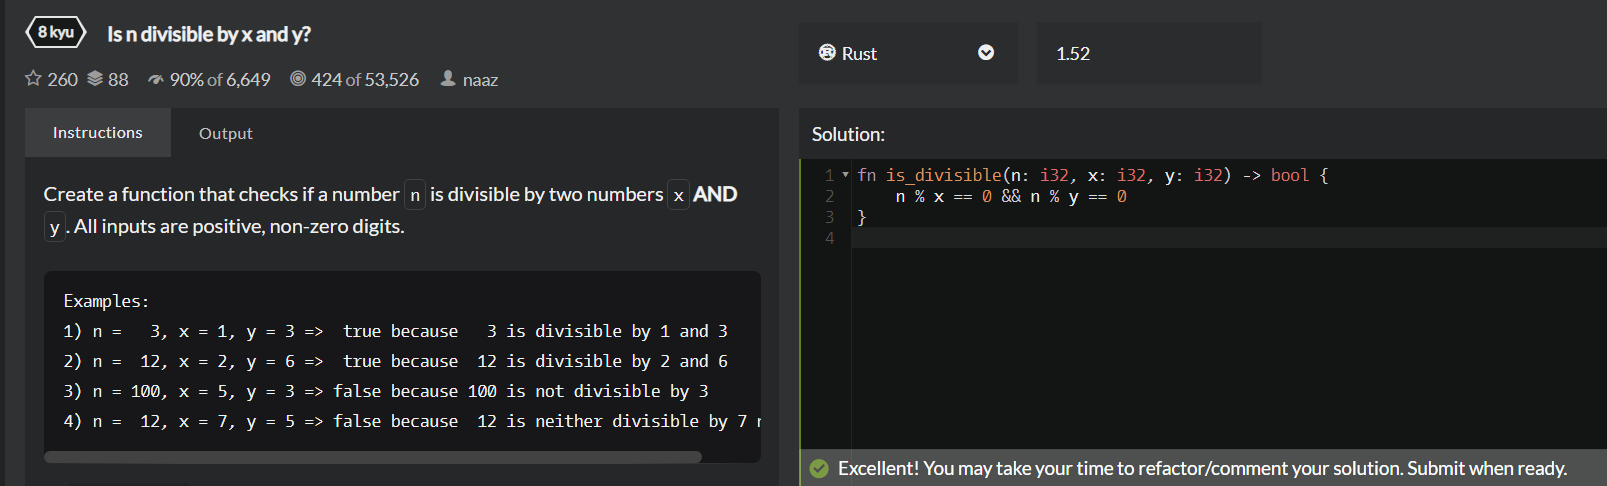 8 kyu
Is n divisible by x and y?
260 88 90% of 6,649 424 of 53,526 naaz
Rust
1.52
Instructions
Output
Create a function that checks if a number n is divisible by two numbers x AND
y . All inputs are positive, non-zero digits.
Examples:
1) n =   3, x = 1, y = 3 =>  true because   3 is divisible by 1 and 3
2) n =  12, x = 2, y = 6 =>  true because  12 is divisible by 2 and 6
3) n = 100, x = 5, y = 3 => false because 100 is not divisible by 3
4) n =  12, x = 7, y = 5 => false because  12 is neither divisible by 7
Solution:
1 fn is_divisible(n: i32, x: i32, y: i32) -> bool {
2     n % x == 0 && n % y == 0
3 }
4
Excellent! You may take your time to refactor/comment your solution. Submit when ready.